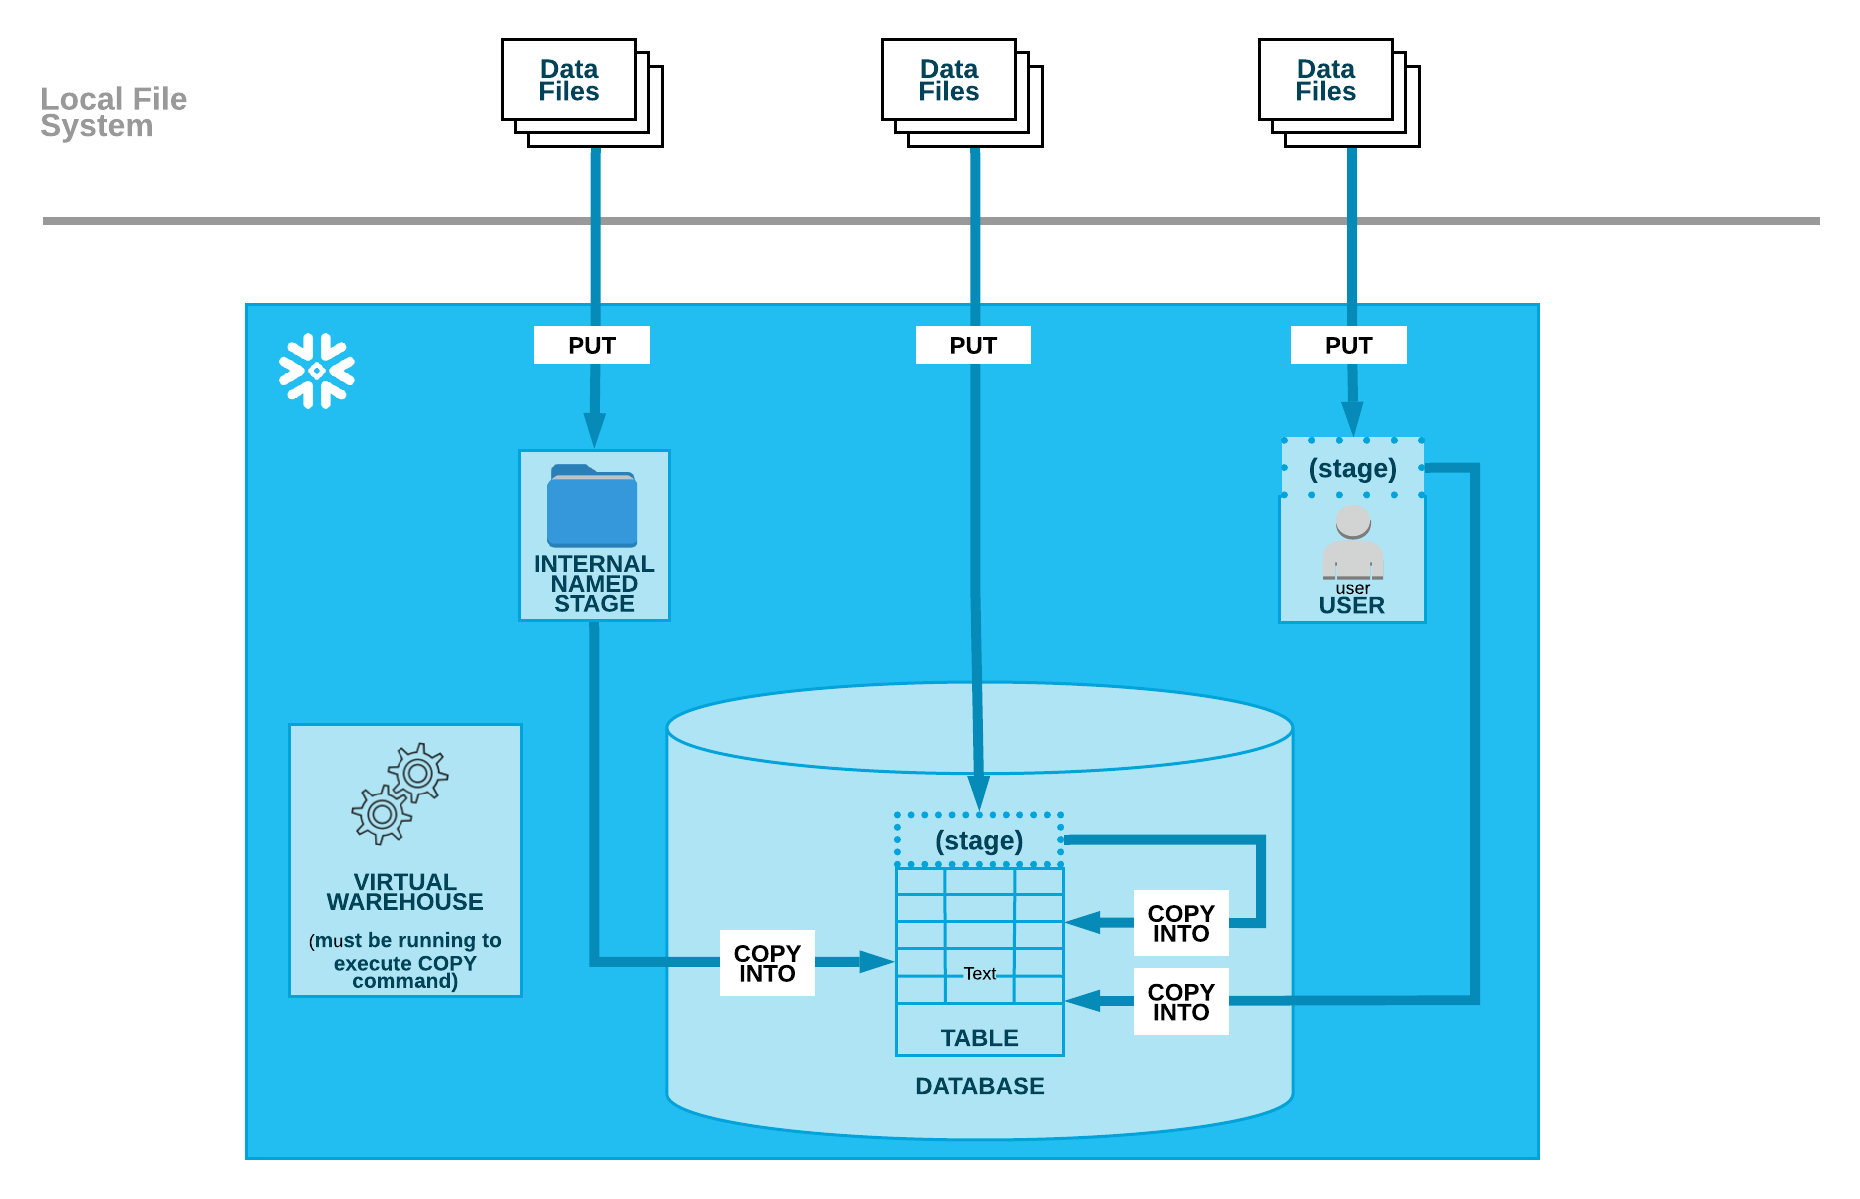 Local File
System
Data
Files
Data
Files
Data
Files
PUT
PUT
PUT
INTERNAL
NAMED
STAGE
(stage)
user
USER
VIRTUAL
WAREHOUSE
(must be running to
execute COPY
command)
(stage)
Text
TABLE
DATABASE
COPY
INTO
COPY
INTO
COPY
INTO